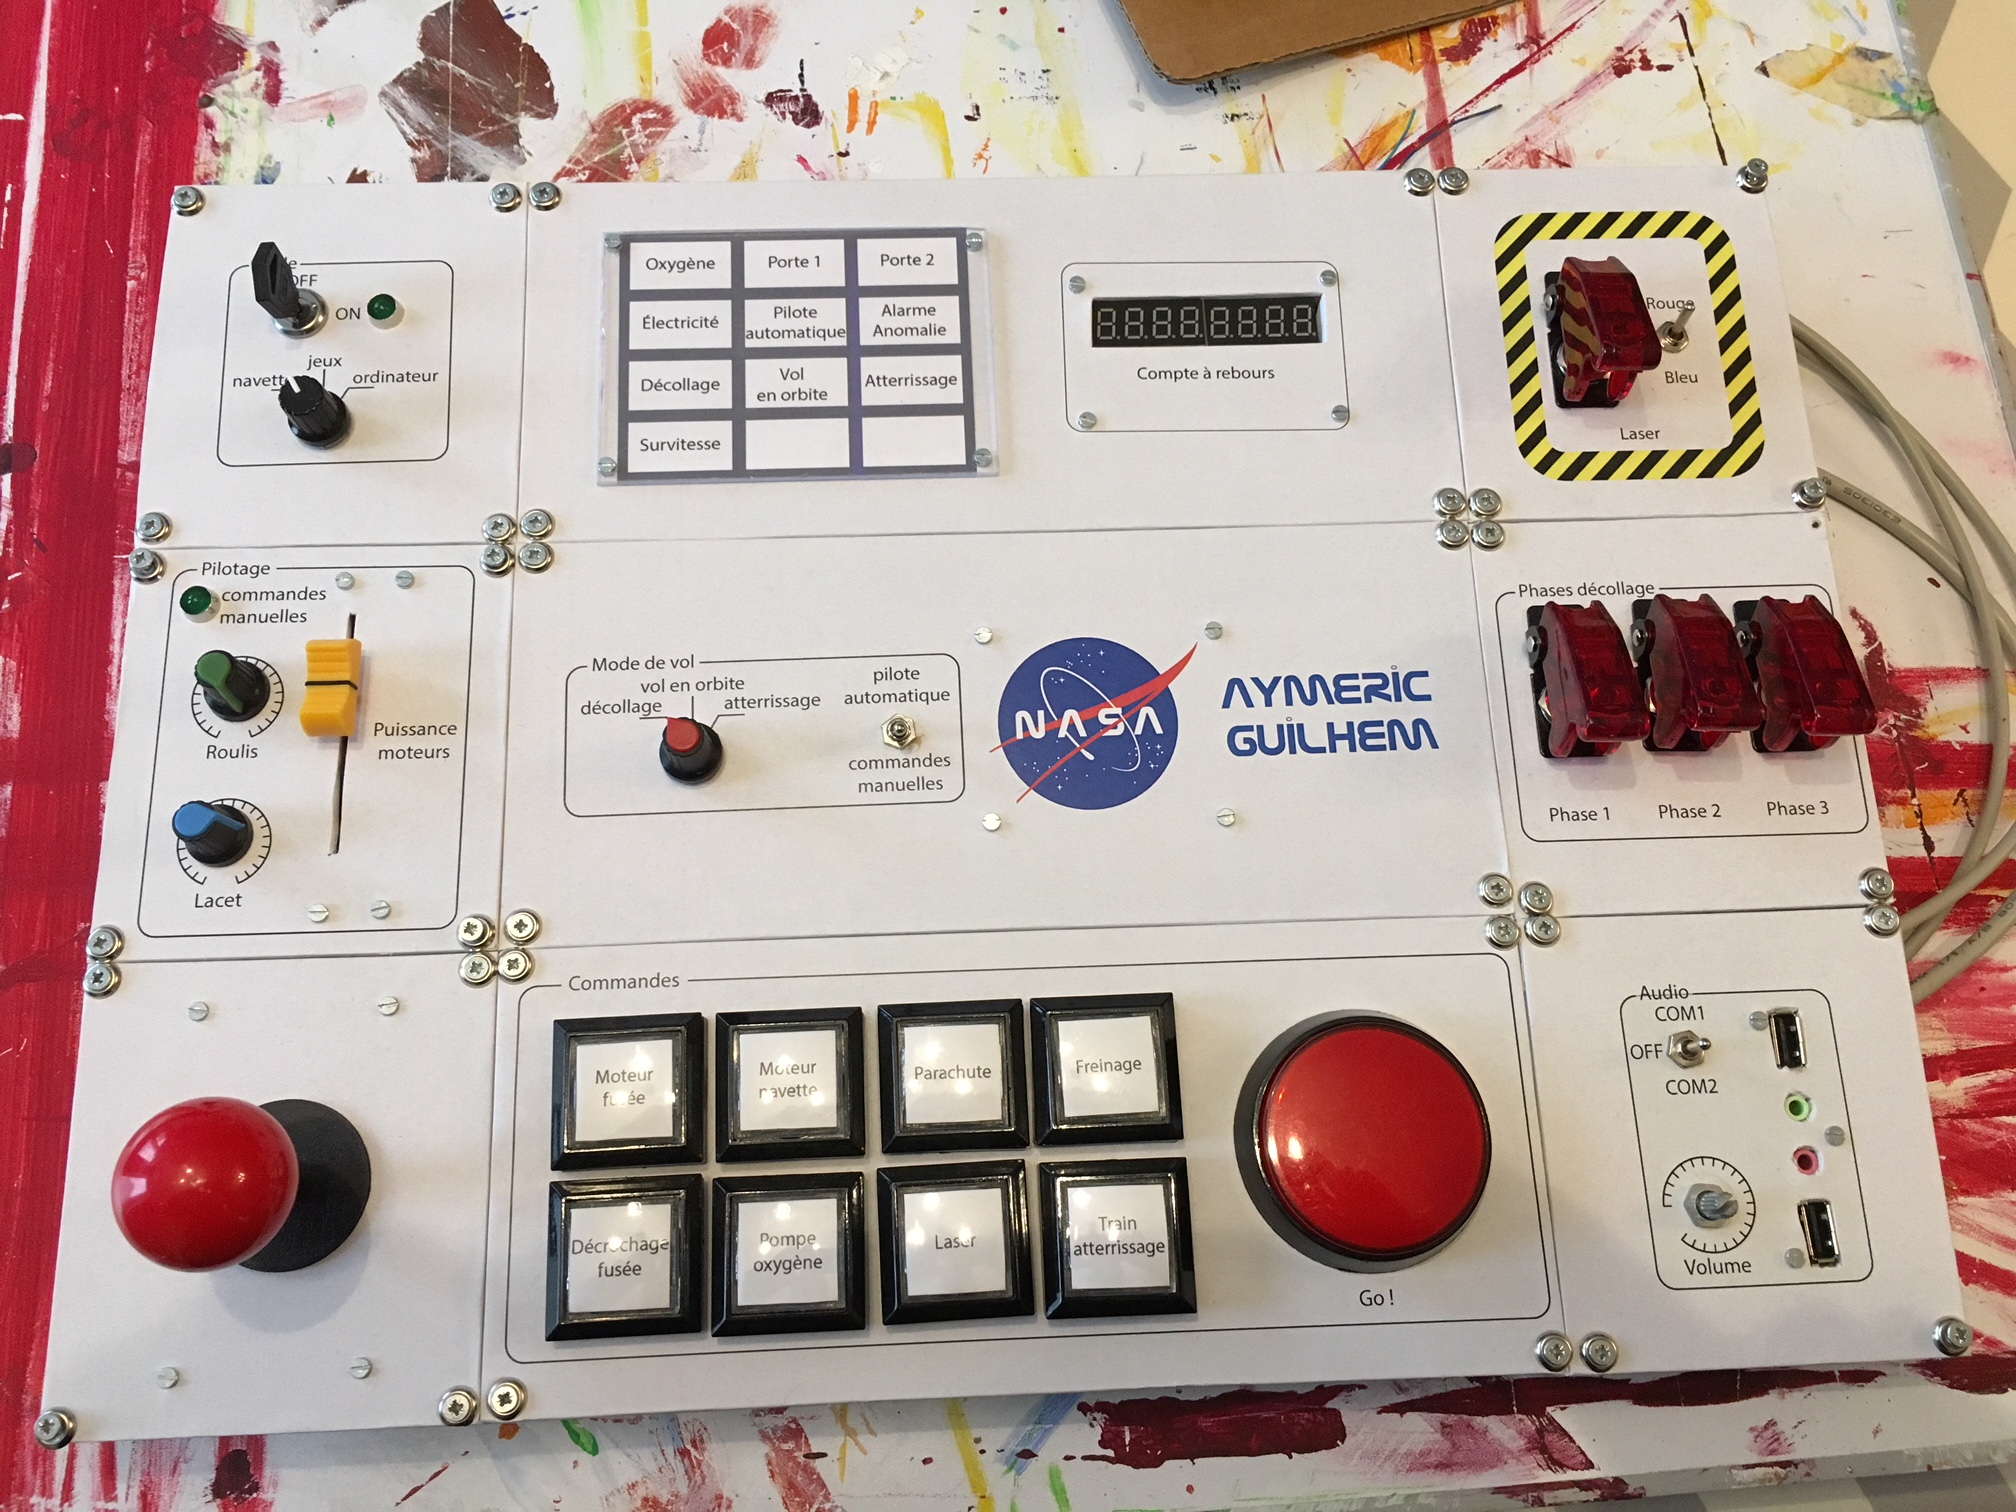 OFF
ON
navette
jeux
ordinateur
Oxygène
Porte 1
Porte 2
Électricité
Pilote
automatique
Alarme
Anomalie
Décollage
Vol
en orbite
Atterrissage
Survitesse
Compte à rebours
Rouge
Bleu
Laser
Pilotage
commandes
manuelles
Roulis
Puissance
moteurs
Lacet
Mode de vol
décollage
vol en orbite
atterrissage
pilote
automatique
commandes
manuelles
NASA
AYMERIC
GUILHEM
Phases décollage
Phase 1
Phase 2
Phase 3
Commandes
Moteur
fusée
Moteur
navette
Parachute
Freinage
Décrochage
fusée
Pompe
oxygène
Laser
Train
atterrissage
Go !
Audio
COM1
OFF
COM2
Volume